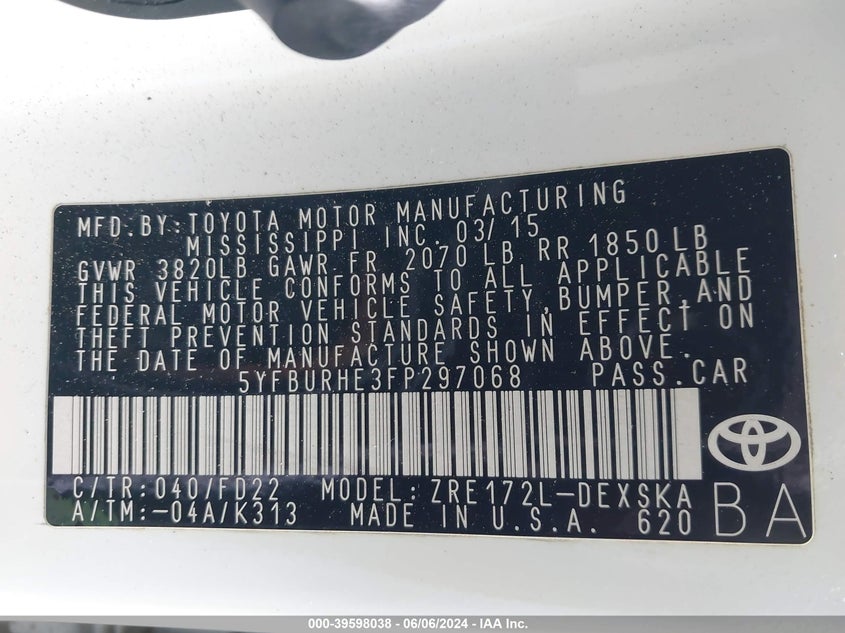 MFD. BY: TOYOTA MOTOR MANUFACTURING
MISSISSIPPI INC. 03/15
GVWR 3820LB GAWR FR 2070 LB RR 1850 LB
THIS VEHICLE CONFORMS TO ALL APPLICABLE
FEDERAL MOTOR VEHICLE SAFETY, BUMPER, AND
THEFT PREVENTION STANDARDS IN EFFECT ON
THE DATE OF MANUFACTURE SHOWN ABOVE.
5YFBURHE3FP297068 PASS. CAR
C/TR: 040/FD22 MODEL: ZRE172L-DEXSKA
A/TM:-04A/K313 MADE IN U.S.A. 620
BA
000-39598038 - 06/06/2024 - IAA Inc.